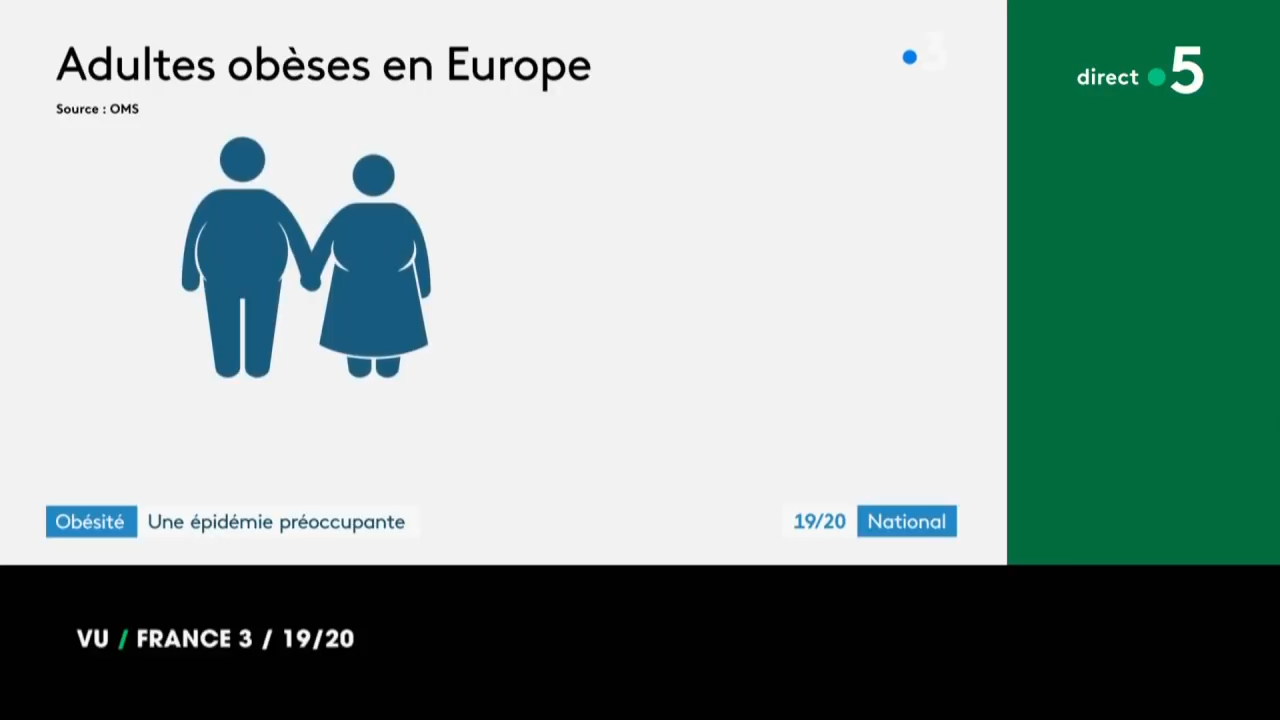 Adultes obèses en Europe
Source : OMS
3
direct 5
Obésité Une épidémie préoccupante
19/20 National
VU / FRANCE 3 / 19/20